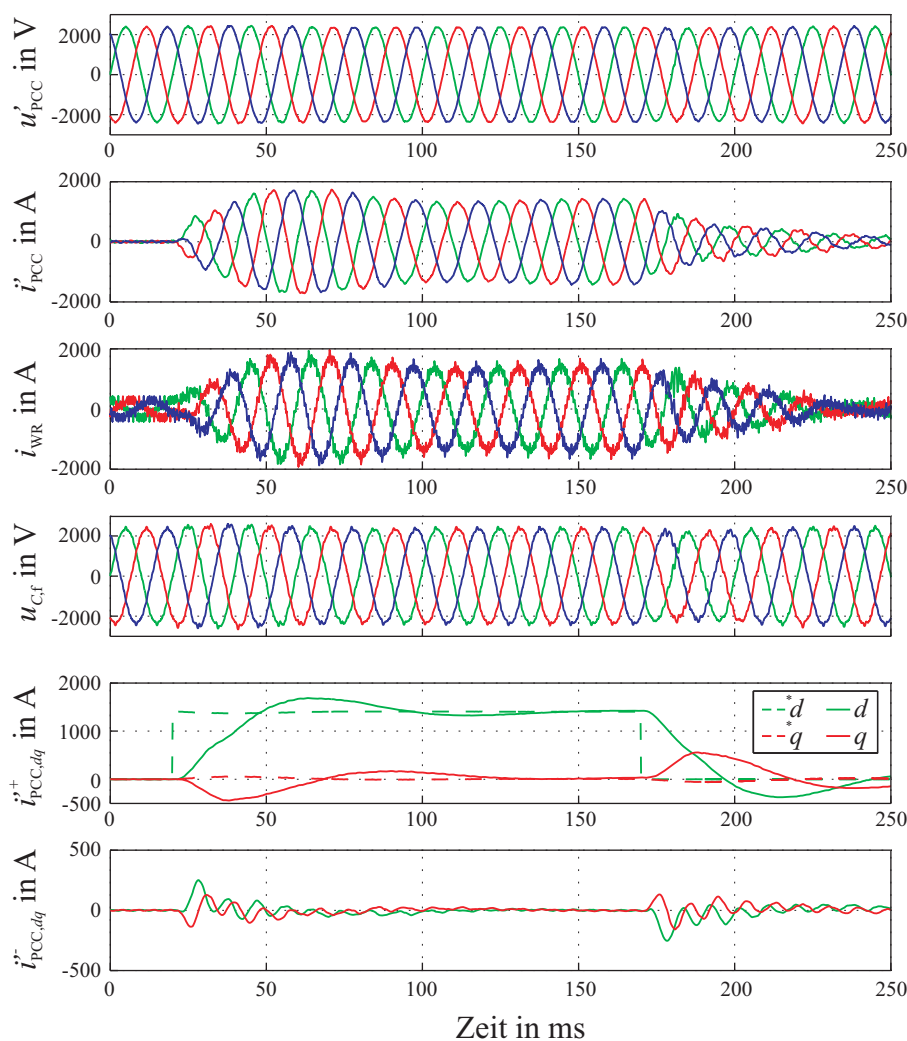 u'PCC in V
2000
0
-2000
0 50 100 150 200 250
i'PCC in A
2000
0
-2000
0 50 100 150 200 250
iWR in A
2000
0
-2000
0 50 100 150 200 250
uC,f in V
2000
0
-2000
0 50 100 150 200 250
i'+PCC,dq in A
2000
1000
0
-500
*d d
*q q
0 50 100 150 200 250
i'-PCC,dq in A
500
0
-500
0 50 100 150 200 250
Zeit in ms